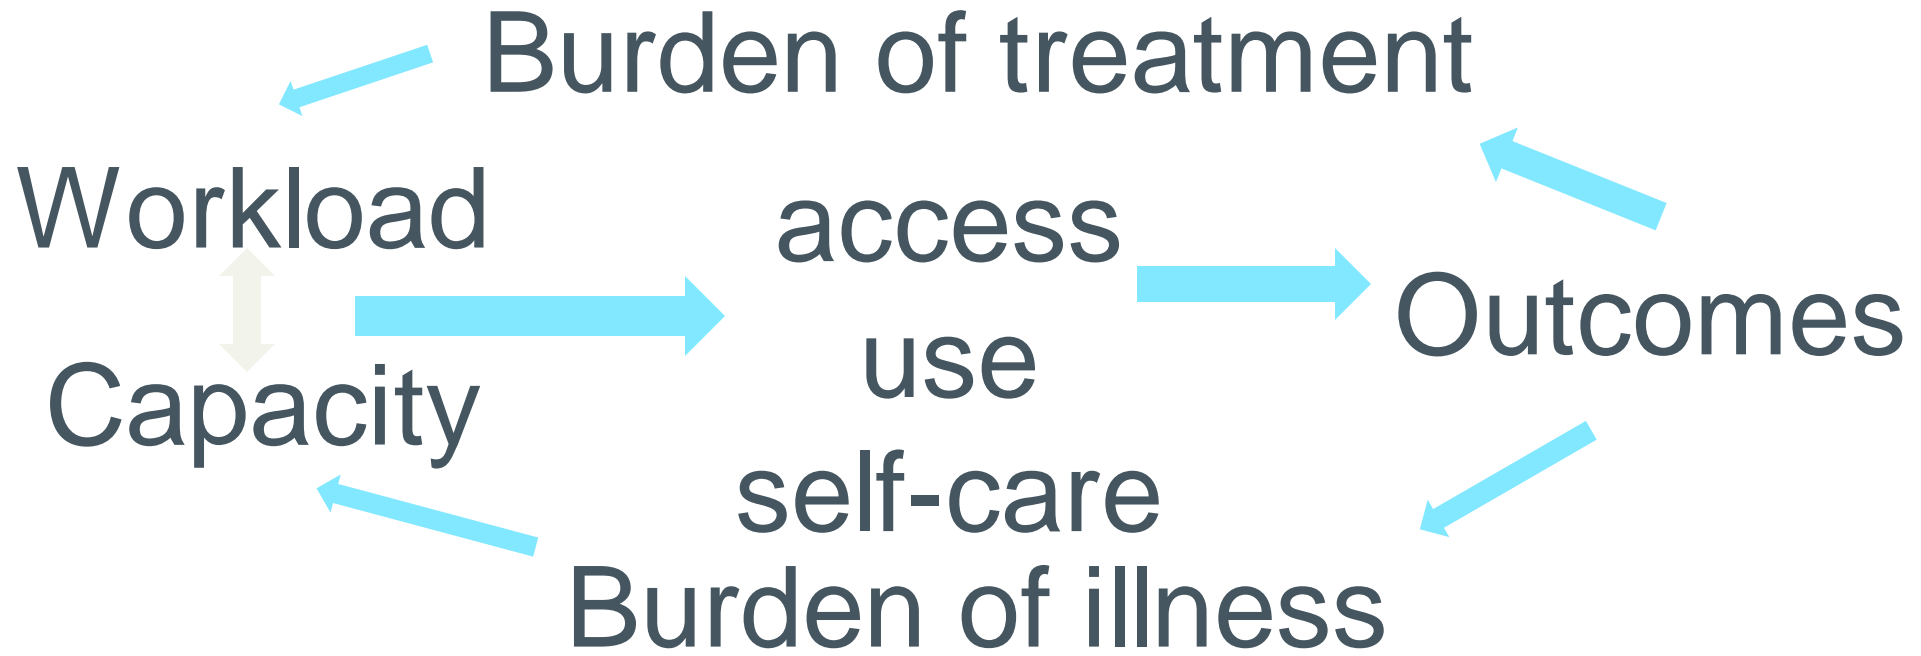 Burden of treatment
Workload
access
Outcomes
use
Capacity
self-care
Burden of illness